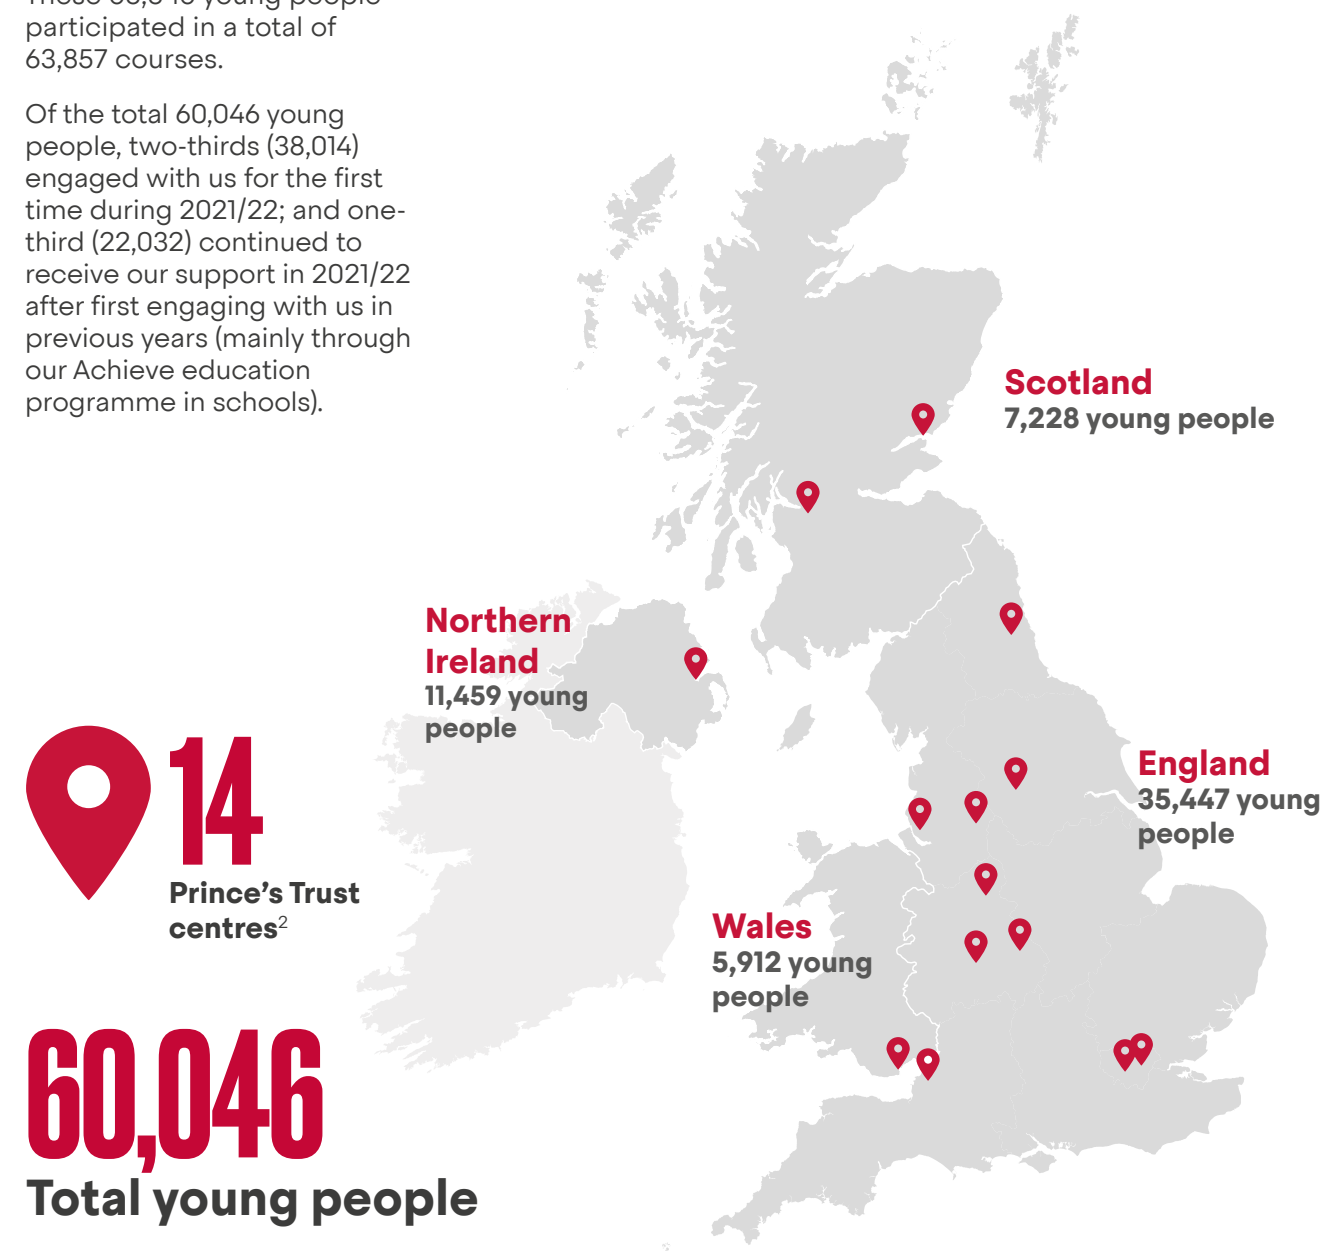 participated in a total of
63,857 courses.
Of the total 60,046 young
people, two-thirds (38,014)
engaged with us for the first
time during 2021/22; and one-
third (22,032) continued to
receive our support in 2021/22
after first engaging with us in
previous years (mainly through
our Achieve education
programme in schools).
Scotland
7,228 young people
Northern
Ireland
11,459 young
people
England
35,447 young
people
14
Prince's Trust
centres2
Wales
5,912 young
people
60,046
Total young people